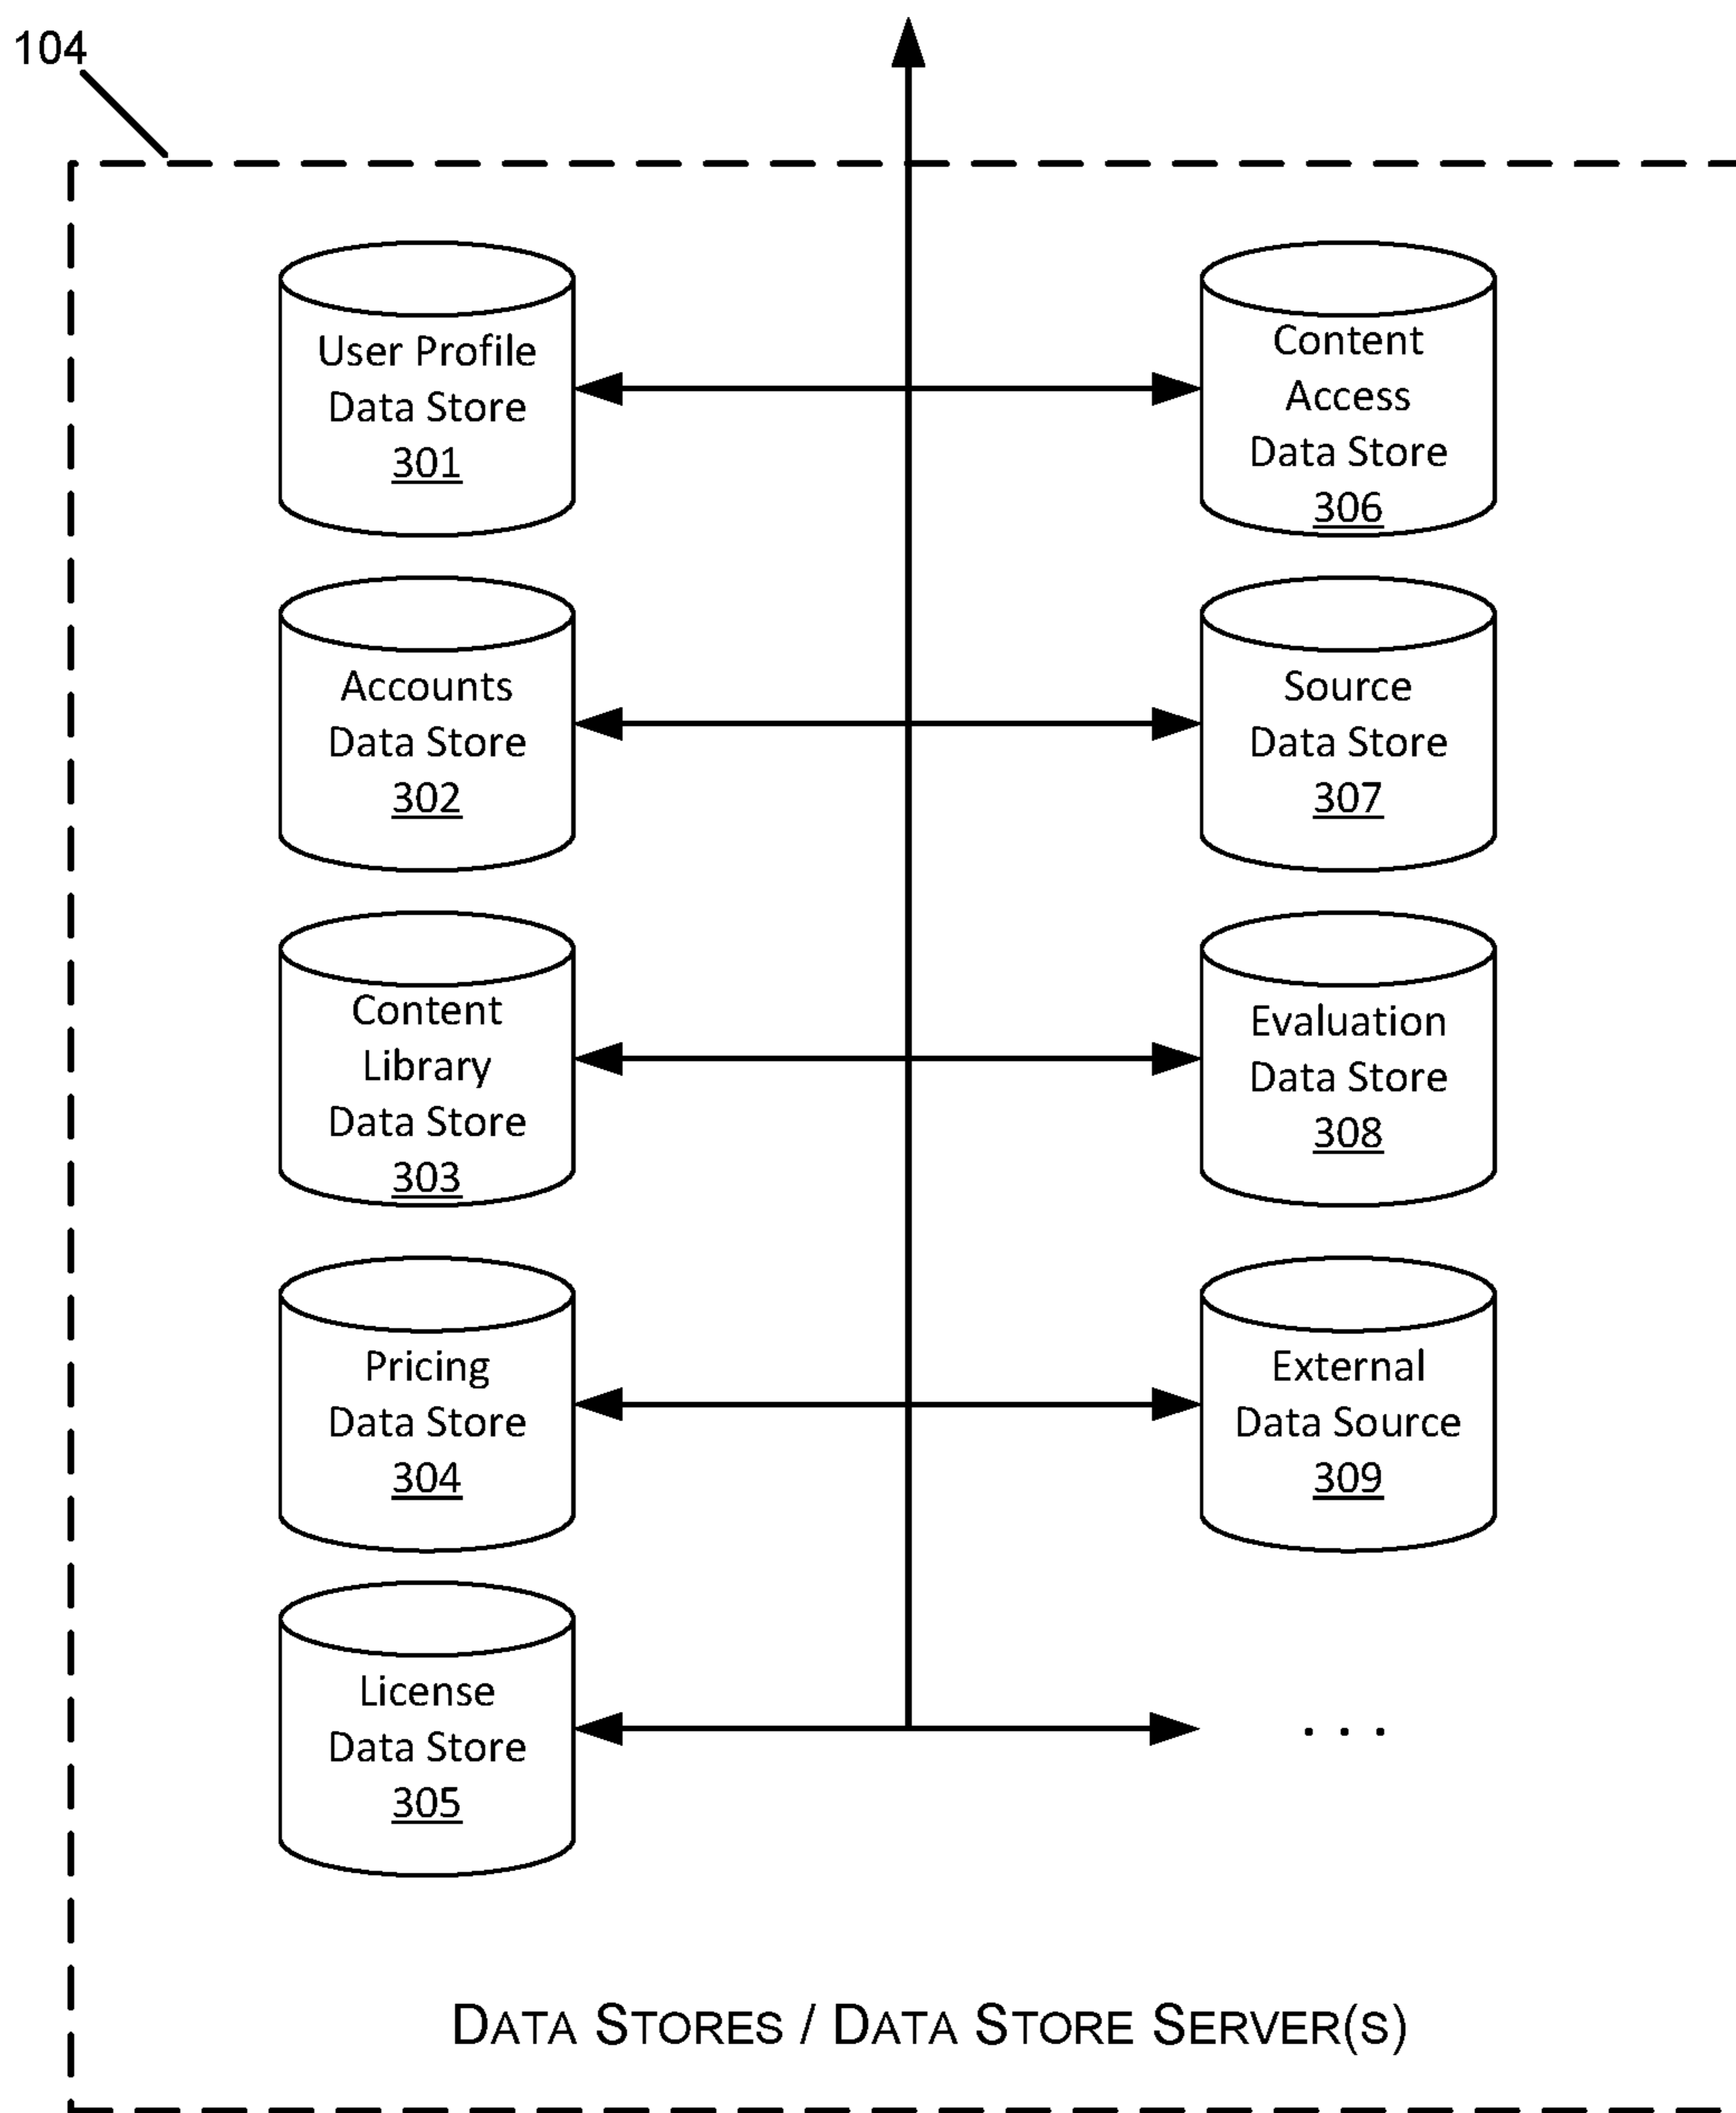 104
User Profile
Data Store
301
Content
Access
Data Store
306
Accounts
Data Store
302
Source
Data Store
307
Content
Library
Data Store
303
Evaluation
Data Store
308
Pricing
Data Store
304
External
Data Source
309
License
Data Store
305
. . .
DATA STORES / DATA STORE SERVER(S)